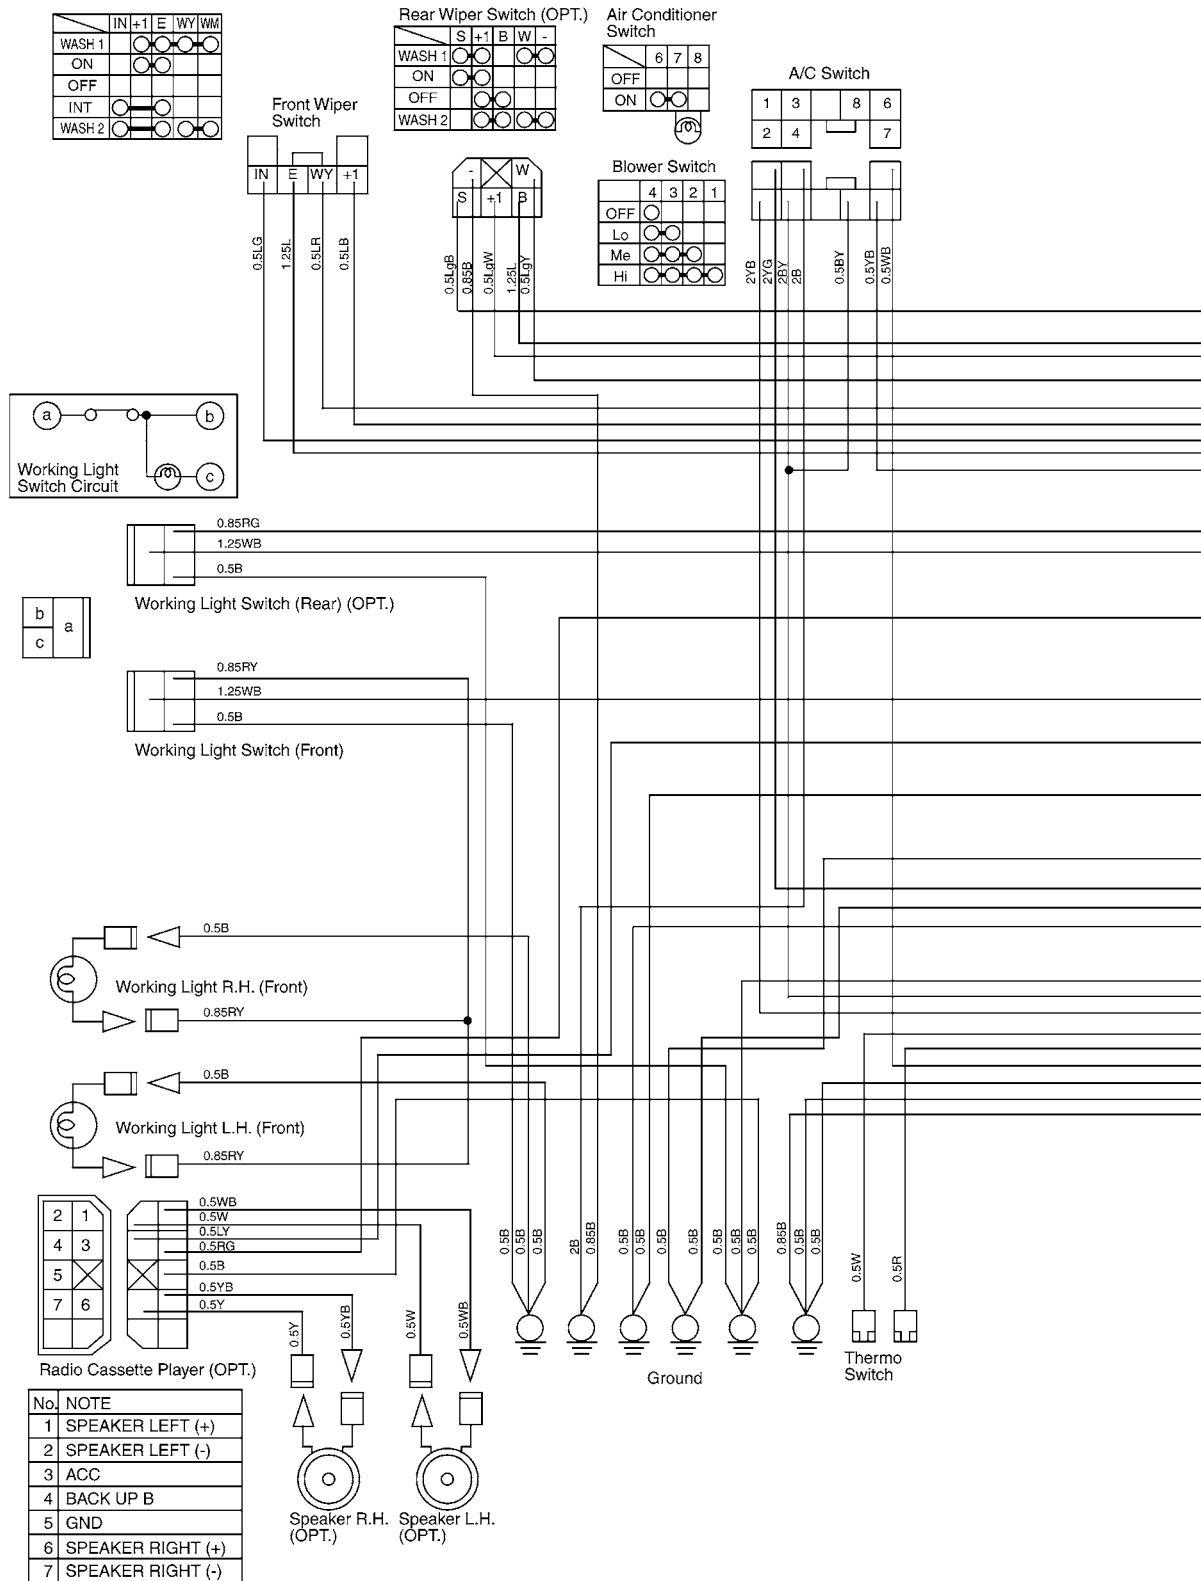 IN +1 E WY WM
WASH 1
ON
OFF
INT
WASH 2
Front Wiper
Switch
IN E WY +1
0.5LG
1.25L
0.5LR
0.5LB
Rear Wiper Switch (OPT.)
S +1 B W -
WASH 1
ON
OFF
WASH 2
- W
S +1 B
0.5LgB
0.85B
0.5LgW
1.25L
0.5LgY
Air Conditioner
Switch
6 7 8
OFF
ON
Blower Switch
4 3 2 1
OFF
Lo
Me
Hi
A/C Switch
1 3 8 6
2 4 7
2YB
2YG
2BY
2B
0.5BY
0.5YB
0.5WB
a b
c
Working Light
Switch Circuit
0.85RG
1.25WB
0.5B
Working Light Switch (Rear) (OPT.)
b
a
c
0.85RY
1.25WB
0.5B
Working Light Switch (Front)
0.5B
Working Light R.H. (Front)
0.85RY
0.5B
Working Light L.H. (Front)
0.85RY
2 1
4 3
5
7 6
0.5WB
0.5W
0.5LY
0.5RG
0.5B
0.5YB
0.5Y
Radio Cassette Player (OPT.)
0.5Y
0.5YB
0.5W
0.5WB
Speaker R.H.
(OPT.)
Speaker L.H.
(OPT.)
0.5B
0.5B
0.5B
2B
0.85B
0.5B
0.5B
0.5B
0.5B
0.5B
0.5B
0.5B
0.85B
0.5B
0.5B
Ground
0.5W
0.5R
Thermo
Switch
No. NOTE
1 SPEAKER LEFT (+)
2 SPEAKER LEFT (-)
3 ACC
4 BACK UP B
5 GND
6 SPEAKER RIGHT (+)
7 SPEAKER RIGHT (-)